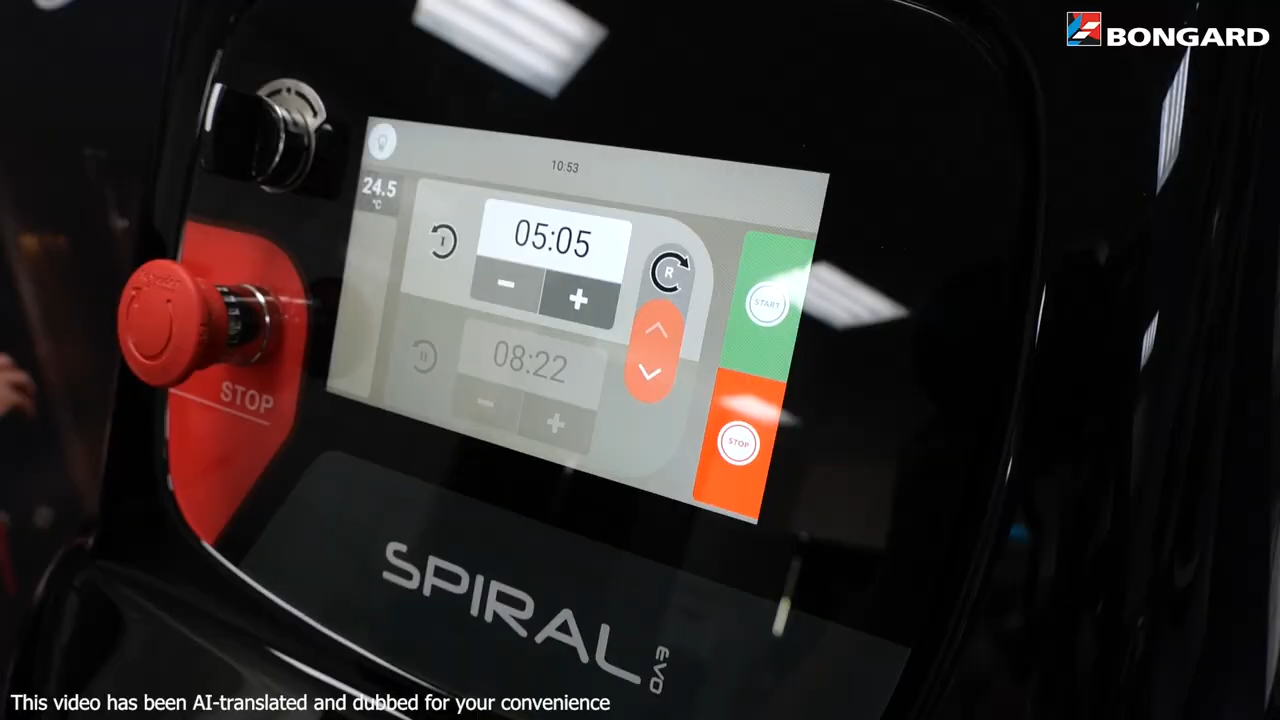 BONGARD
10:53
24.5
°C
I
05:05
R
START
II
08:22
STOP
STOP
SPIRAL EVO
This video has been AI-translated and dubbed for your convenience